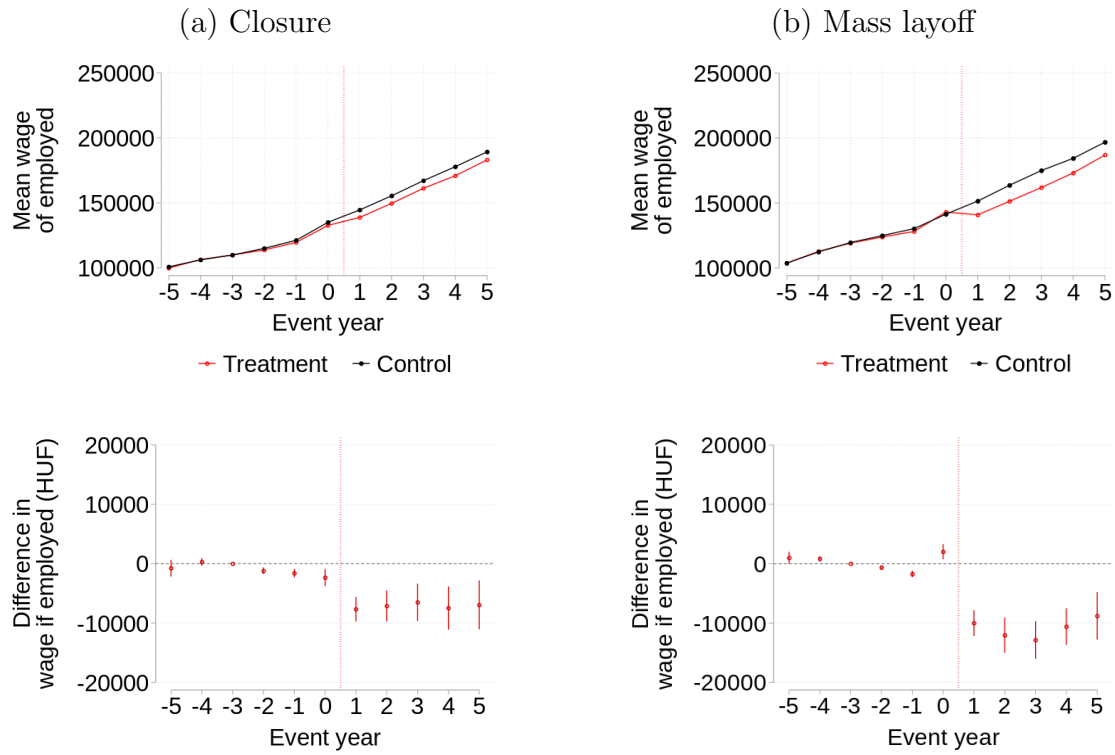 (a) Closure
250000
200000
150000
100000
Mean wage
of employed
-5 -4 -3 -2 -1 0 1 2 3 4 5
Event year
Treatment Control
20000
10000
0
-10000
-20000
Difference in
wage if employed (HUF)
-5 -4 -3 -2 -1 0 1 2 3 4 5
Event year
(b) Mass layoff
250000
200000
150000
100000
Mean wage
of employed
-5 -4 -3 -2 -1 0 1 2 3 4 5
Event year
Treatment Control
20000
10000
0
-10000
-20000
Difference in
wage if employed (HUF)
-5 -4 -3 -2 -1 0 1 2 3 4 5
Event year